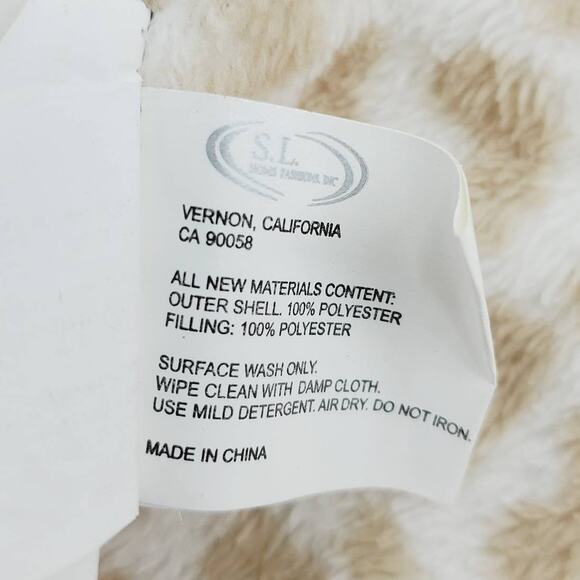 S.L.
HOME FASHIONS, INC
VERNON, CALIFORNIA
CA 90058
ALL NEW MATERIALS CONTENT:
OUTER SHELL. 100% POLYESTER
FILLING: 100% POLYESTER
SURFACE WASH ONLY.
WiPE CLEAN WITH DAMP CLOTH.
USE MILD DETERGENT. AIR DRY. DO NOT IRON.
MADE IN CHINA